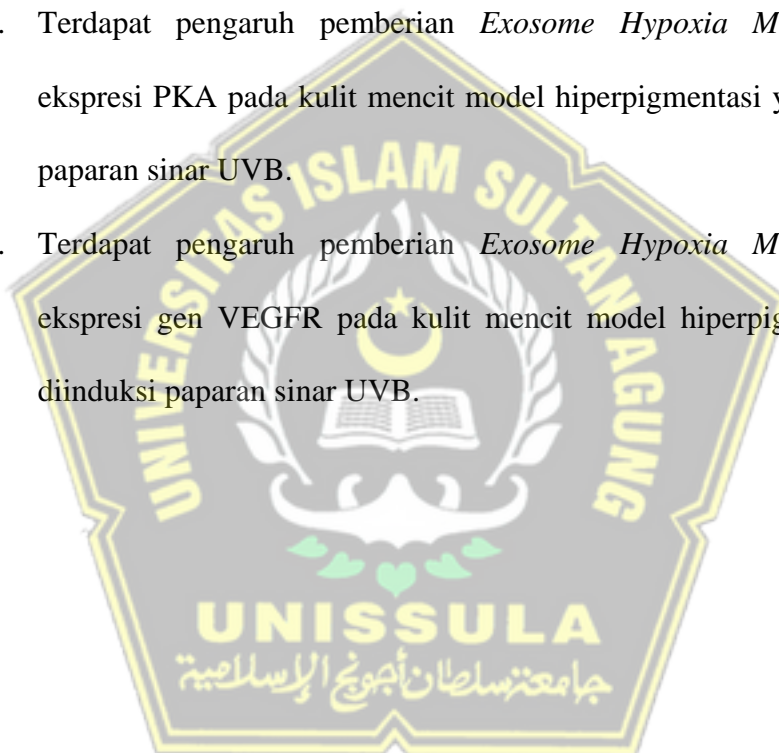 . Terdapat pengaruh pemberian Exosome Hypoxia M
ekspresi PKA pada kulit mencit model hiperpigmentasi y
paparan sinar UVB.
. Terdapat pengaruh pemberian Exosome Hypoxia M
ekspresi gen VEGFR pada kulit mencit model hiperpig
diinduksi paparan sinar UVB.
UNIVERSITAS ISLAM SULTAN AGUNG
UNISSULA
جامعتسلطان أجونج الإسلامية